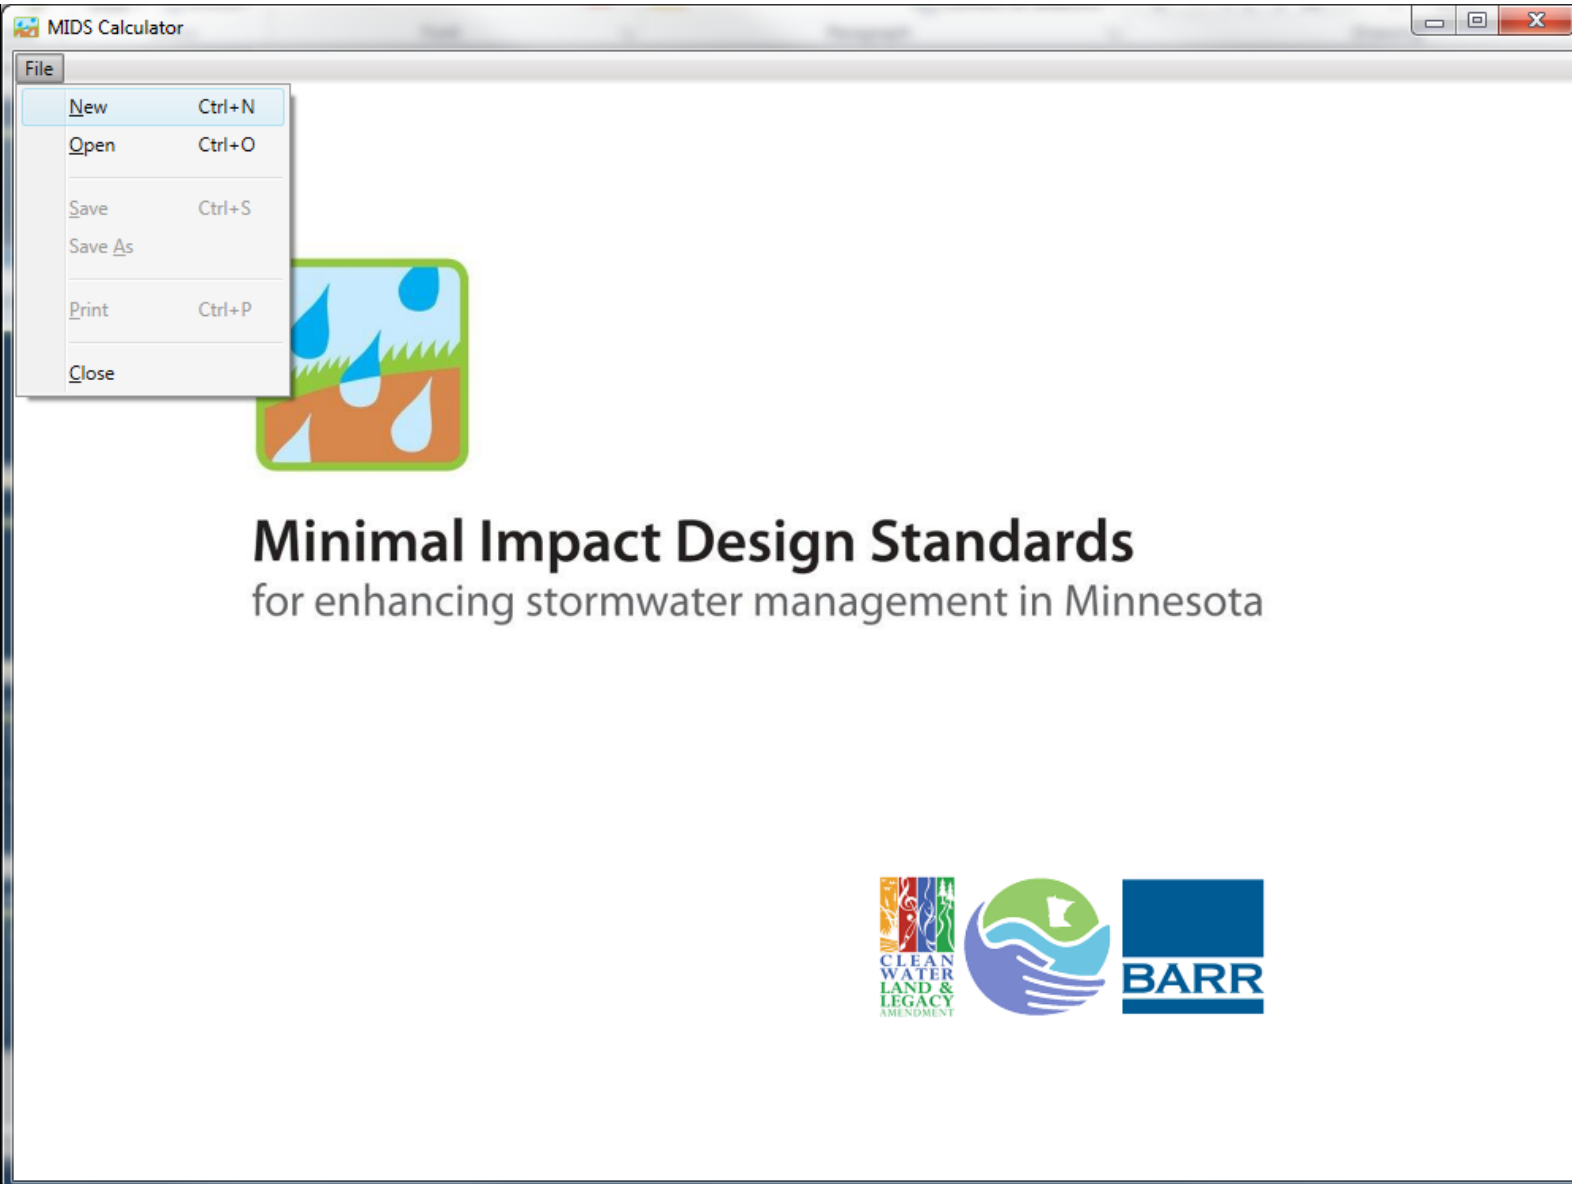 MIDS Calculator
File
New Ctrl+N
Open Ctrl+O
Save Ctrl+S
Save As
Print Ctrl+P
Close
Minimal Impact Design Standards
for enhancing stormwater management in Minnesota
CLEAN
WATER
LAND &
LEGACY
AMENDMENT
BARR